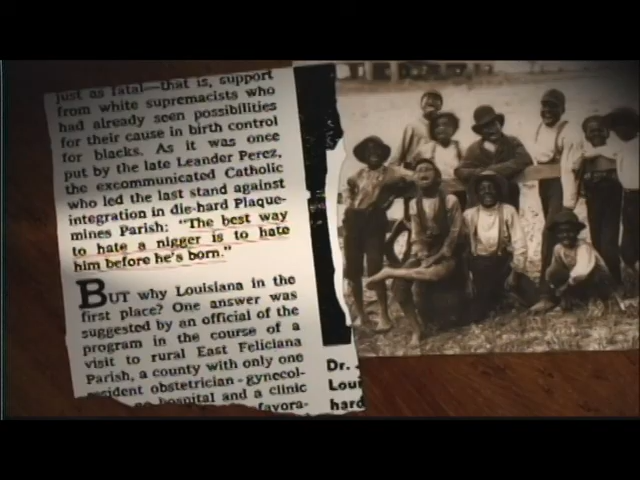 just as fatal—that is, support
from white supremacists who
had already seen possibilities
for their cause in birth control
for blacks. As it was once
put by the late Leander Perez,
the excommunicated Catholic
who led the last stand against
integration in die-hard Plaque-
mines Parish: “The best way
to hate a nigger is to hate
him before he's born.”
BUT why Louisiana in the
first place? One answer was
suggested by an official of the
program in the course of a
visit to rural East Feliciana
Parish, a county with only one
resident obstetrician-gynecol-
hospital and a clinic
favora-
Dr.
Loui
hard